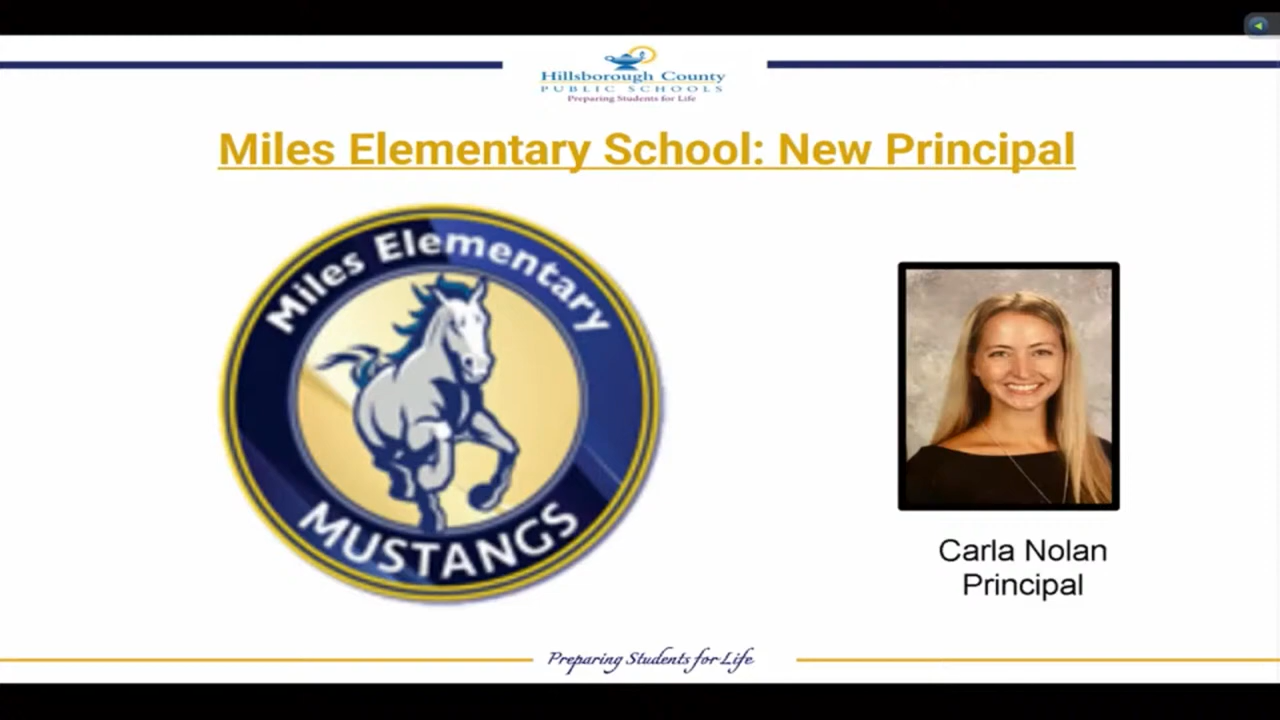 Hillsborough County
PUBLIC SCHOOLS
Preparing Students for Life
Miles Elementary School: New Principal
Miles Elementary
MUSTANGS
Carla Nolan
Principal
Preparing Students for Life